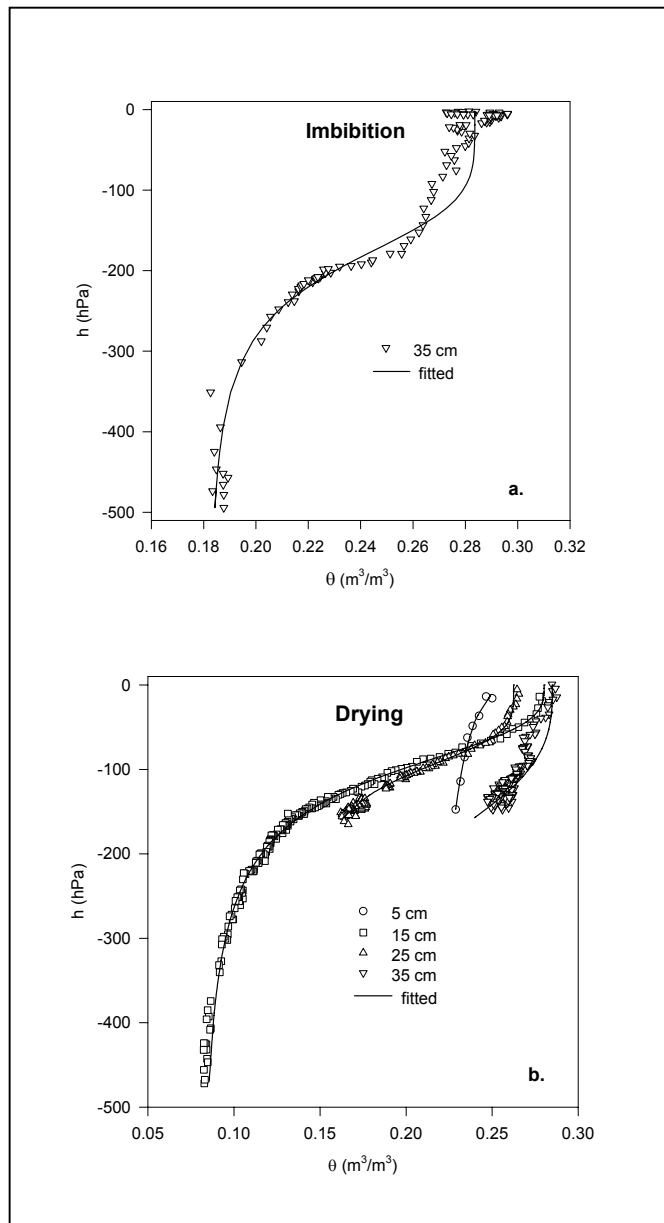 Imbibition
0
-100
-200
-300
-400
-500
h (hPa)
35 cm
fitted
a.
0.16 0.18 0.20 0.22 0.24 0.26 0.28 0.30 0.32
θ (m³/m³)
Drying
0
-100
-200
-300
-400
-500
h (hPa)
5 cm
15 cm
25 cm
35 cm
fitted
b.
0.05 0.10 0.15 0.20 0.25 0.30
θ (m³/m³)